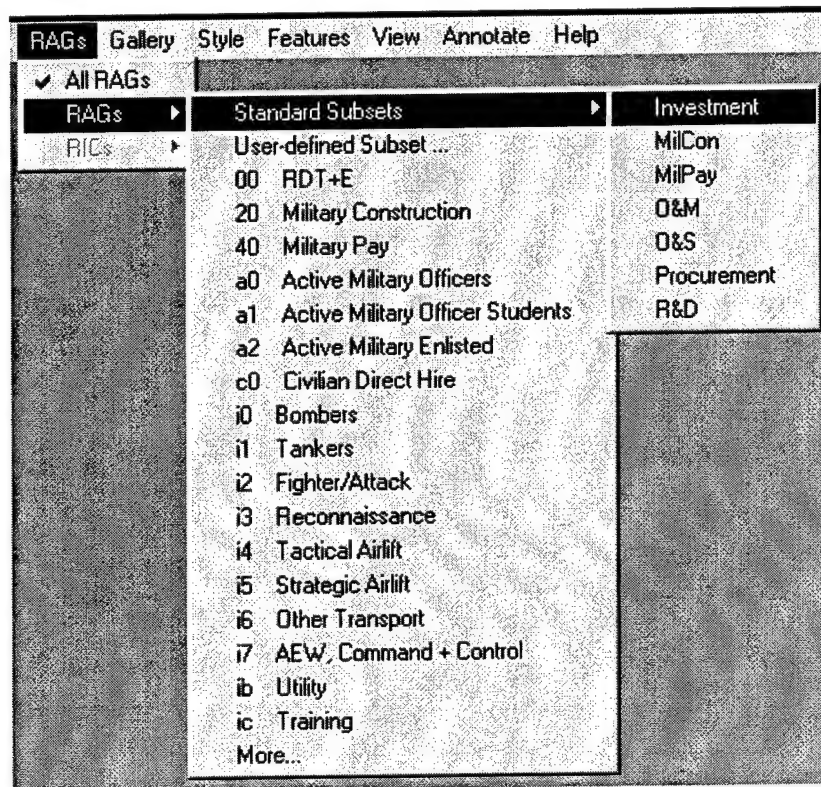 RAGs Gallery Style Features View Annotate Help
✓ All RAGs
RAGs
RICs
Standard Subsets
User-defined Subset ...
00 RDT+E
20 Military Construction
40 Military Pay
a0 Active Military Officers
a1 Active Military Officer Students
a2 Active Military Enlisted
c0 Civilian Direct Hire
i0 Bombers
i1 Tankers
i2 Fighter/Attack
i3 Reconnaissance
i4 Tactical Airlift
i5 Strategic Airlift
i6 Other Transport
i7 AEW, Command + Control
ib Utility
ic Training
More...
Investment
MilCon
MilPay
O&M
O&S
Procurement
R&D